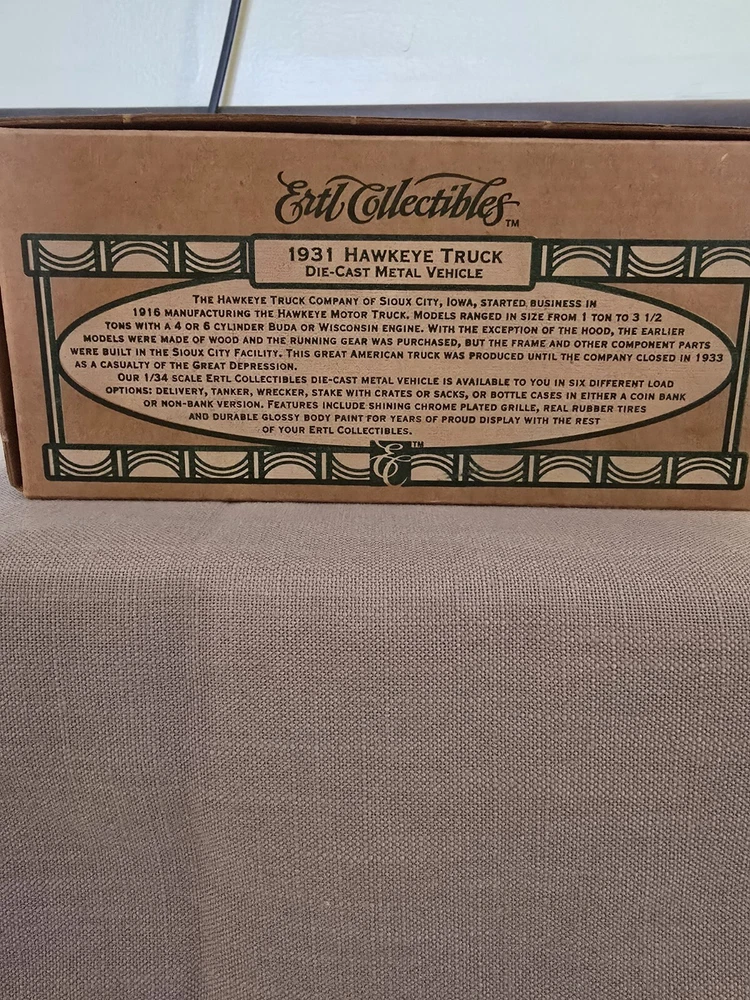 Ertl Collectibles™
1931 HAWKEYE TRUCK
DIE-CAST METAL VEHICLE
THE HAWKEYE TRUCK COMPANY OF SIOUX CITY, IOWA, STARTED BUSINESS IN
1916 MANUFACTURING THE HAWKEYE MOTOR TRUCK. MODELS RANGED IN SIZE FROM 1 TON TO 3 1/2
TONS WITH A 4 OR 6 CYLINDER BUDA OR WISCONSIN ENGINE. WITH THE EXCEPTION OF THE HOOD, THE EARLIER
MODELS WERE MADE OF WOOD AND THE RUNNING GEAR WAS PURCHASED, BUT THE FRAME AND OTHER COMPONENT PARTS
WERE BUILT IN THE SIOUX CITY FACILITY. THIS GREAT AMERICAN TRUCK WAS PRODUCED UNTIL THE COMPANY CLOSED IN 1933
AS A CASUALTY OF THE GREAT DEPRESSION.
OUR 1/34 SCALE ERTL COLLECTIBLES DIE-CAST METAL VEHICLE IS AVAILABLE TO YOU IN SIX DIFFERENT LOAD
OPTIONS: DELIVERY, TANKER, WRECKER, STAKE WITH CRATES OR SACKS, OR BOTTLE CASES IN EITHER A COIN BANK
OR NON-BANK VERSION. FEATURES INCLUDE SHINING CHROME PLATED GRILLE, REAL RUBBER TIRES
AND DURABLE GLOSSY BODY PAINT FOR YEARS OF PROUD DISPLAY WITH THE REST
OF YOUR ERTL COLLECTIBLES.
EC™